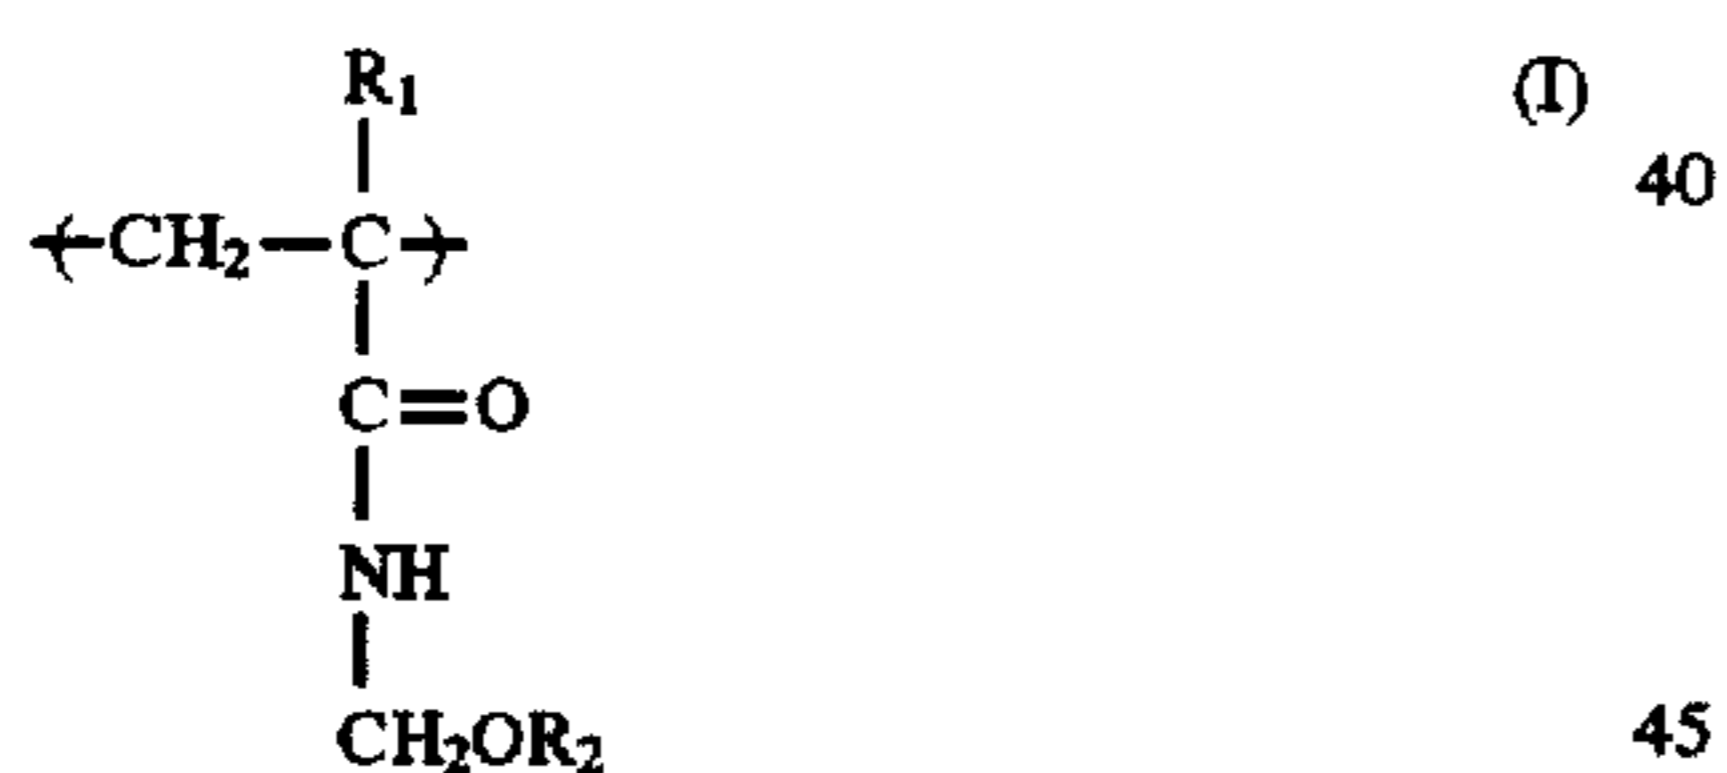 R₁
(I)
40
-(-CH₂—C-)-
C=O
NH
CH₂OR₂
45